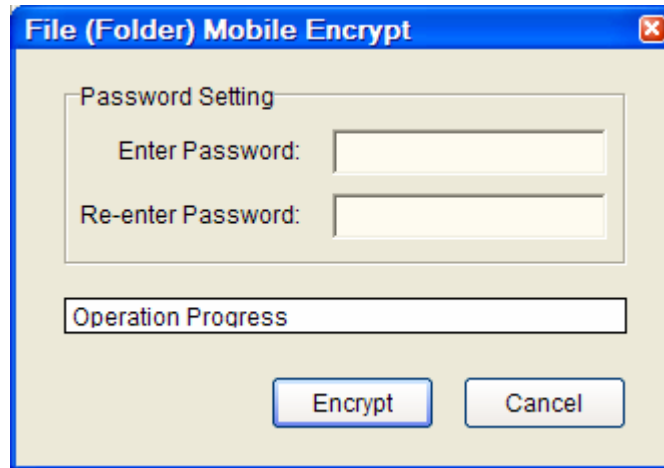 File (Folder) Mobile Encrypt
Password Setting
Enter Password:
Re-enter Password:
Operation Progress
Encrypt Cancel